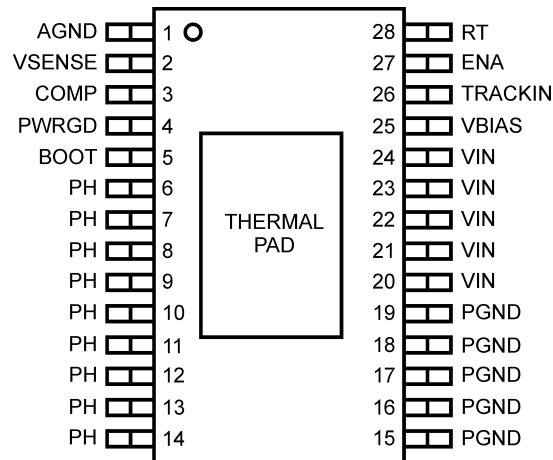 AGND 1 28 RT
VSENSE 2 27 ENA
COMP 3 26 TRACKIN
PWRGD 4 25 VBIAS
BOOT 5 24 VIN
PH 6 23 VIN
PH 7 22 VIN
PH 8 21 VIN
PH 9 20 VIN
PH 10 19 PGND
PH 11 18 PGND
PH 12 17 PGND
PH 13 16 PGND
PH 14 15 PGND
THERMAL
PAD